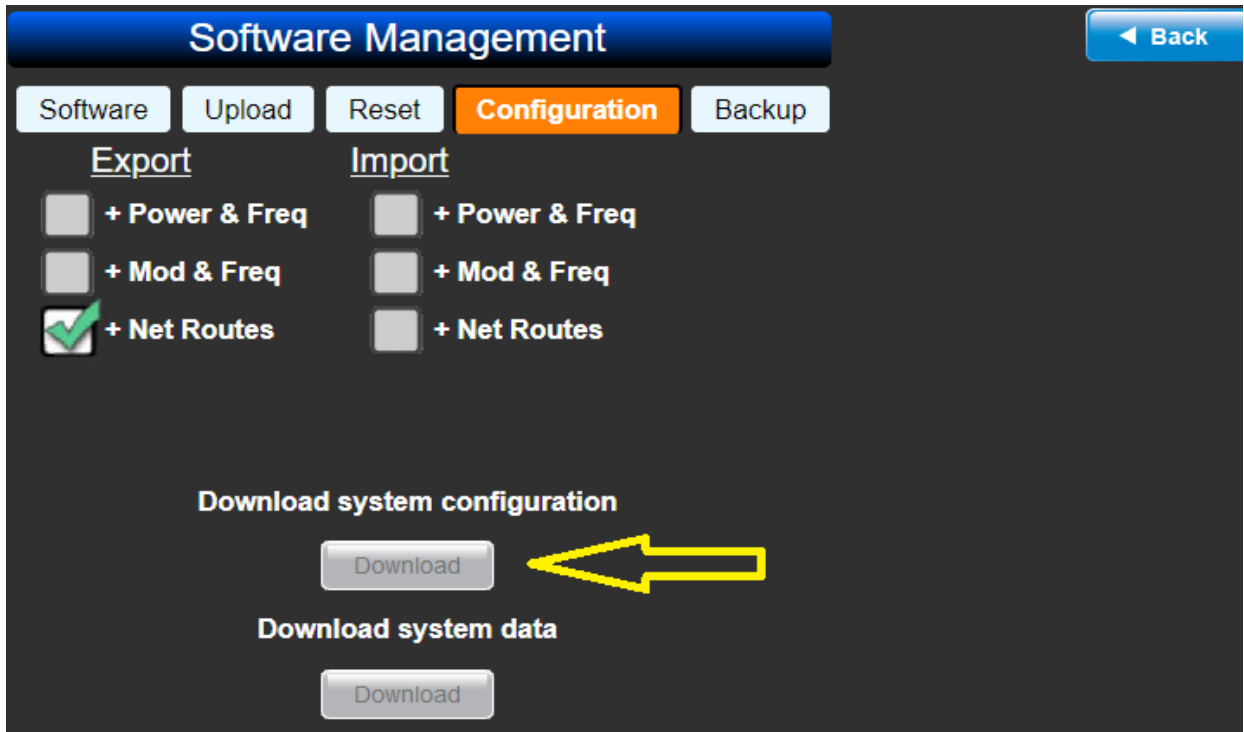 Software Management
Back
Software Upload Reset Configuration Backup
Export Import
+ Power & Freq + Power & Freq
+ Mod & Freq + Mod & Freq
+ Net Routes + Net Routes
Download system configuration
Download
Download system data
Download